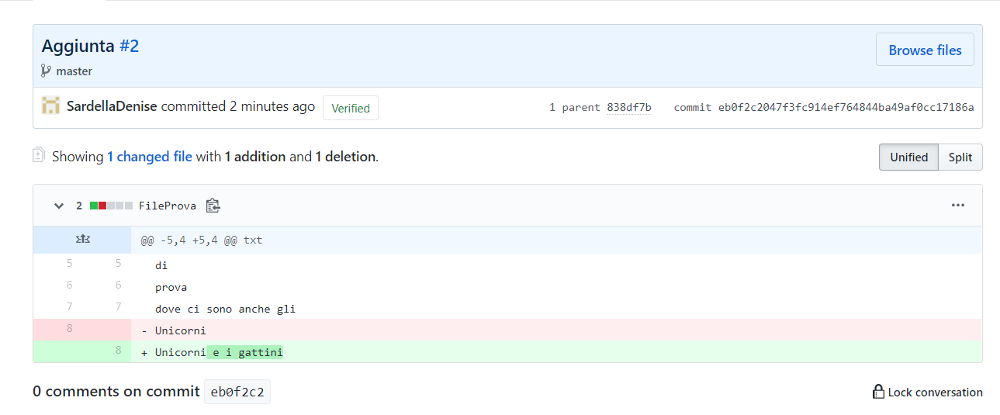 Aggiunta #2
Browse files
master
SardellaDenise committed 2 minutes ago Verified 1 parent 838df7b commit eb0f2c2047f3fc914ef764844ba49af0cc17186a
Showing 1 changed file with 1 addition and 1 deletion.
Unified Split
2 FileProva
@@ -5,4 +5,4 @@ txt
5 5 di
6 6 prova
7 7 dove ci sono anche gli
8 - Unicorni
8 + Unicorni e i gattini
0 comments on commit eb0f2c2
Lock conversation